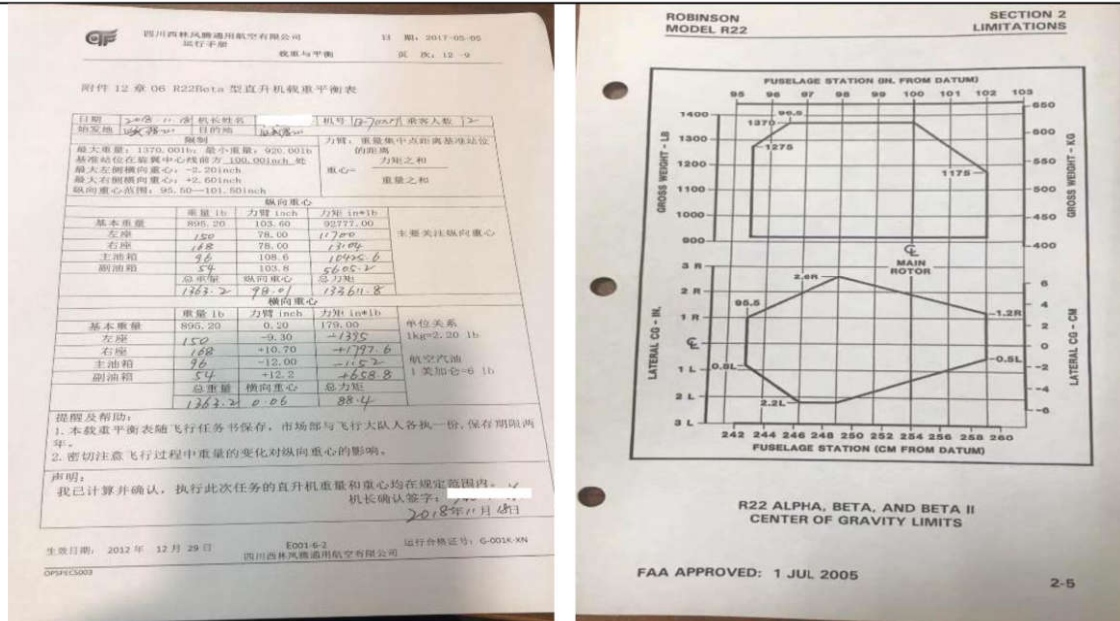 四川西林凤腾通用航空有限公司 日 期：2017-05-05
运行手册
载重与平衡 页 次：12 -9
附件 12 章 06 R22Beta 型直升机载重平衡表
日期 2018.11.18 机长姓名 机号 乘客人数
始发地 目的地
限制
力臂：重量集中点距离基准站位的距离
最大重量：1370.00lb；最小重量：920.00lb
基准站位在旋翼中心线前方 100.00inch 处
最大左侧横向重心：-2.20inch
最大右侧横向重心：+2.60inch
纵向重心范围：95.50—101.50inch
重心= 力矩之和
重量之和
纵向重心
重量 lb 力臂 inch 力矩 in*lb
基本重量 895.20 103.60 92777.00
左座 150 78.00 11700
右座 168 78.00 13104
主油箱 96 108.6 10425.6
副油箱 54 103.8 5605.2
主要关注纵向重心
总重量 纵向重心 总力矩
1363.2 98.01 133611.8
横向重心
重量 lb 力臂 inch 力矩 in*lb
基本重量 895.20 0.20 179.00
左座 150 -9.30 -1395
右座 168 +10.70 +1797.6
主油箱 96 -12.00 -1152
副油箱 54 +12.2 +658.8
单位关系
1kg=2.20 lb
航空汽油
1 美加仑=6 lb
总重量 横向重心 总力矩
1363.2 0.06 88.4
提醒及帮助：
1. 本载重平衡表随飞行任务书保存，市场部与飞行大队人各执一份，保存期限两
年。
2. 密切注意飞行过程中重量的变化对纵向重心的影响。
声明：
我已计算并确认，执行此次任务的直升机重量和重心均在规定范围内。
机长确认签字：
2018年11月18日
生效日期： 2012 年 12 月 29 日 E001-6-2 运行合格证号：G-001K-XN
四川西林凤腾通用航空有限公司
OPSPECS003
ROBINSON SECTION 2
MODEL R22 LIMITATIONS
FUSELAGE STATION (IN. FROM DATUM)
95 96 97 98 99 100 101 102 103
GROSS WEIGHT - LB
1400
1300
1200
1100
1000
900
GROSS WEIGHT - KG
650
600
550
500
450
400
96.5
1370
1275
1175
℄
MAIN
ROTOR
LATERAL CG - IN.
3 R
2 R
1 R
℄
1 L
2 L
3 L
LATERAL CG - CM
6
4
2
0
-2
-4
-6
2.6R
95.5
1.2R
0.8L
0.5L
2.2L
242 244 246 248 250 252 254 256 258 260
FUSELAGE STATION (CM FROM DATUM)
R22 ALPHA, BETA, AND BETA II
CENTER OF GRAVITY LIMITS
FAA APPROVED: 1 JUL 2005
2-5